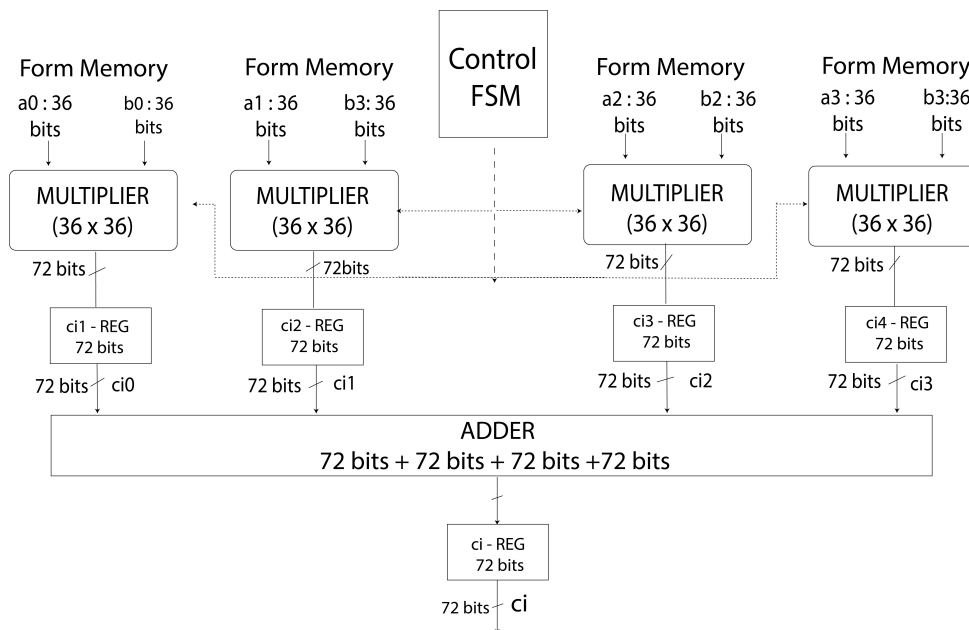 Control
FSM
Form Memory
a0 : 36
bits
b0 : 36
bits
MULTIPLIER
(36 x 36)
72 bits
ci1 - REG
72 bits
72 bits
ci0
Form Memory
a1 : 36
bits
b3: 36
bits
MULTIPLIER
(36 x 36)
72bits
ci2 - REG
72 bits
72 bits
ci1
Form Memory
a2 : 36
bits
b2 : 36
bits
MULTIPLIER
(36 x 36)
72 bits
ci3 - REG
72 bits
72 bits
ci2
Form Memory
a3 : 36
bits
b3:36
bits
MULTIPLIER
(36 x 36)
72 bits
ci4 - REG
72 bits
72 bits
ci3
ADDER
72 bits + 72 bits + 72 bits +72 bits
ci - REG
72 bits
72 bits
ci